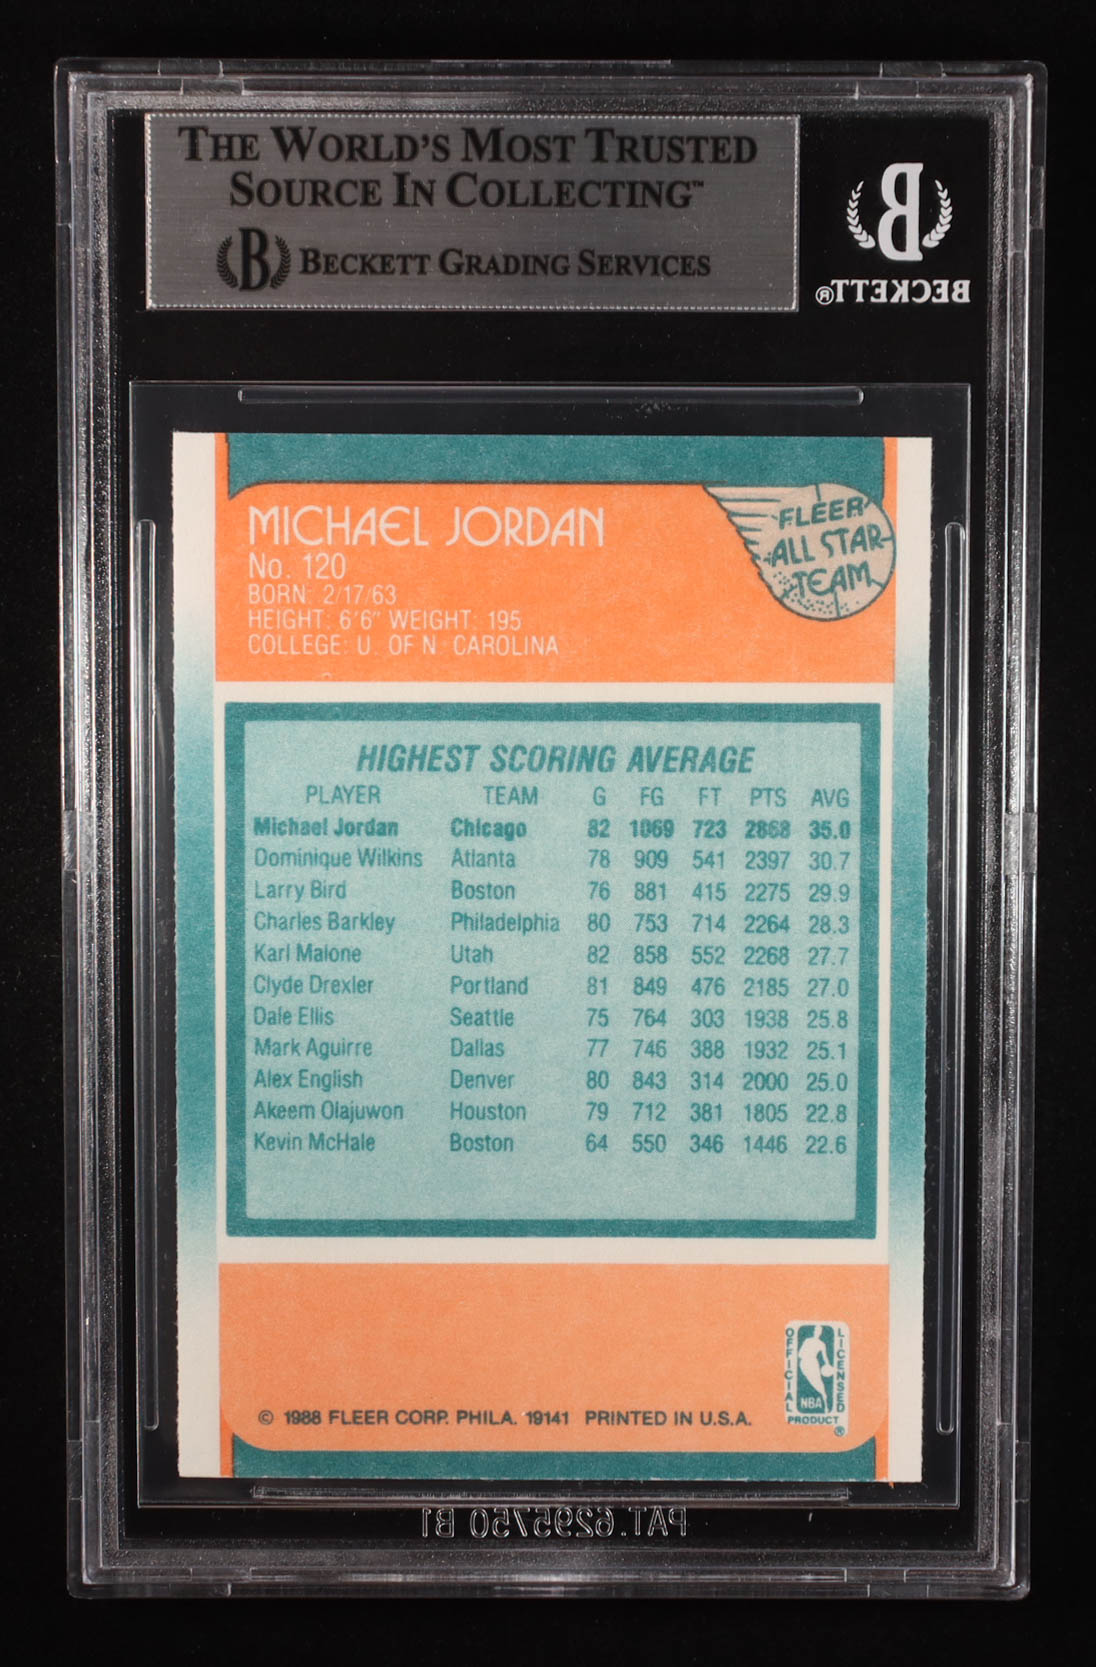 THE WORLD'S MOST TRUSTED
SOURCE IN COLLECTING™
B BECKETT GRADING SERVICES
B
BECKETT®
MICHAEL JORDAN
No. 120
BORN: 2/17/63
HEIGHT: 6'6" WEIGHT: 195
COLLEGE: U. OF N. CAROLINA
FLEER
ALL STAR
TEAM
HIGHEST SCORING AVERAGE
PLAYER TEAM G FG FT PTS AVG
Michael Jordan Chicago 82 1069 723 2868 35.0
Dominique Wilkins Atlanta 78 909 541 2397 30.7
Larry Bird Boston 76 881 415 2275 29.9
Charles Barkley Philadelphia 80 753 714 2264 28.3
Karl Malone Utah 82 858 552 2268 27.7
Clyde Drexler Portland 81 849 476 2185 27.0
Dale Ellis Seattle 75 764 303 1938 25.8
Mark Aguirre Dallas 77 746 388 1932 25.1
Alex English Denver 80 843 314 2000 25.0
Akeem Olajuwon Houston 79 712 381 1805 22.8
Kevin McHale Boston 64 550 346 1446 22.6
OFFICIAL LICENSED
NBA
PRODUCT
®
© 1988 FLEER CORP. PHILA. 19141 PRINTED IN U.S.A.
PAT. 6295750 B1